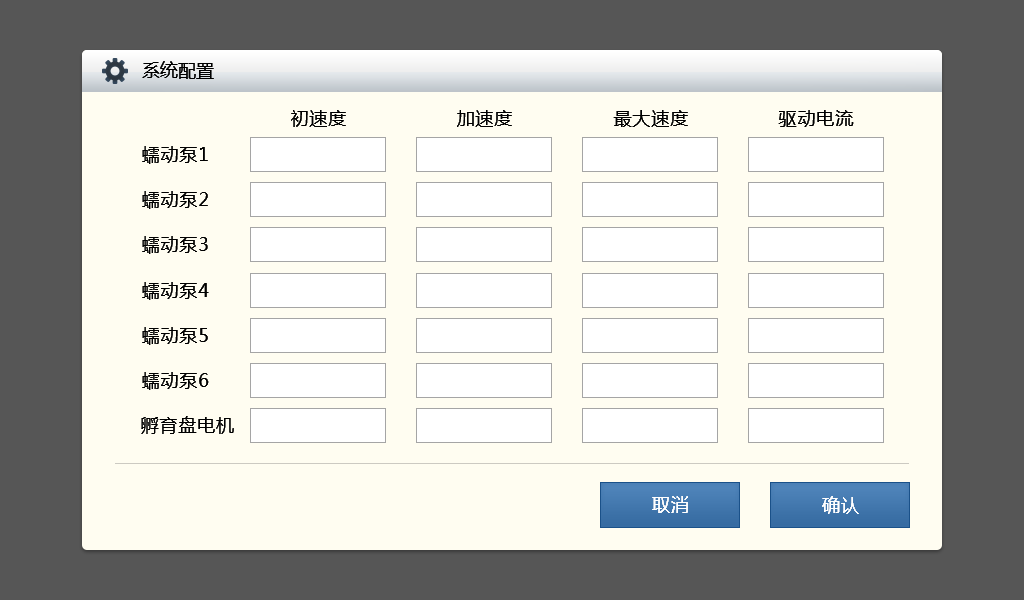 系统配置
初速度 加速度 最大速度 驱动电流
蠕动泵1
蠕动泵2
蠕动泵3
蠕动泵4
蠕动泵5
蠕动泵6
孵育盘电机
取消 确认